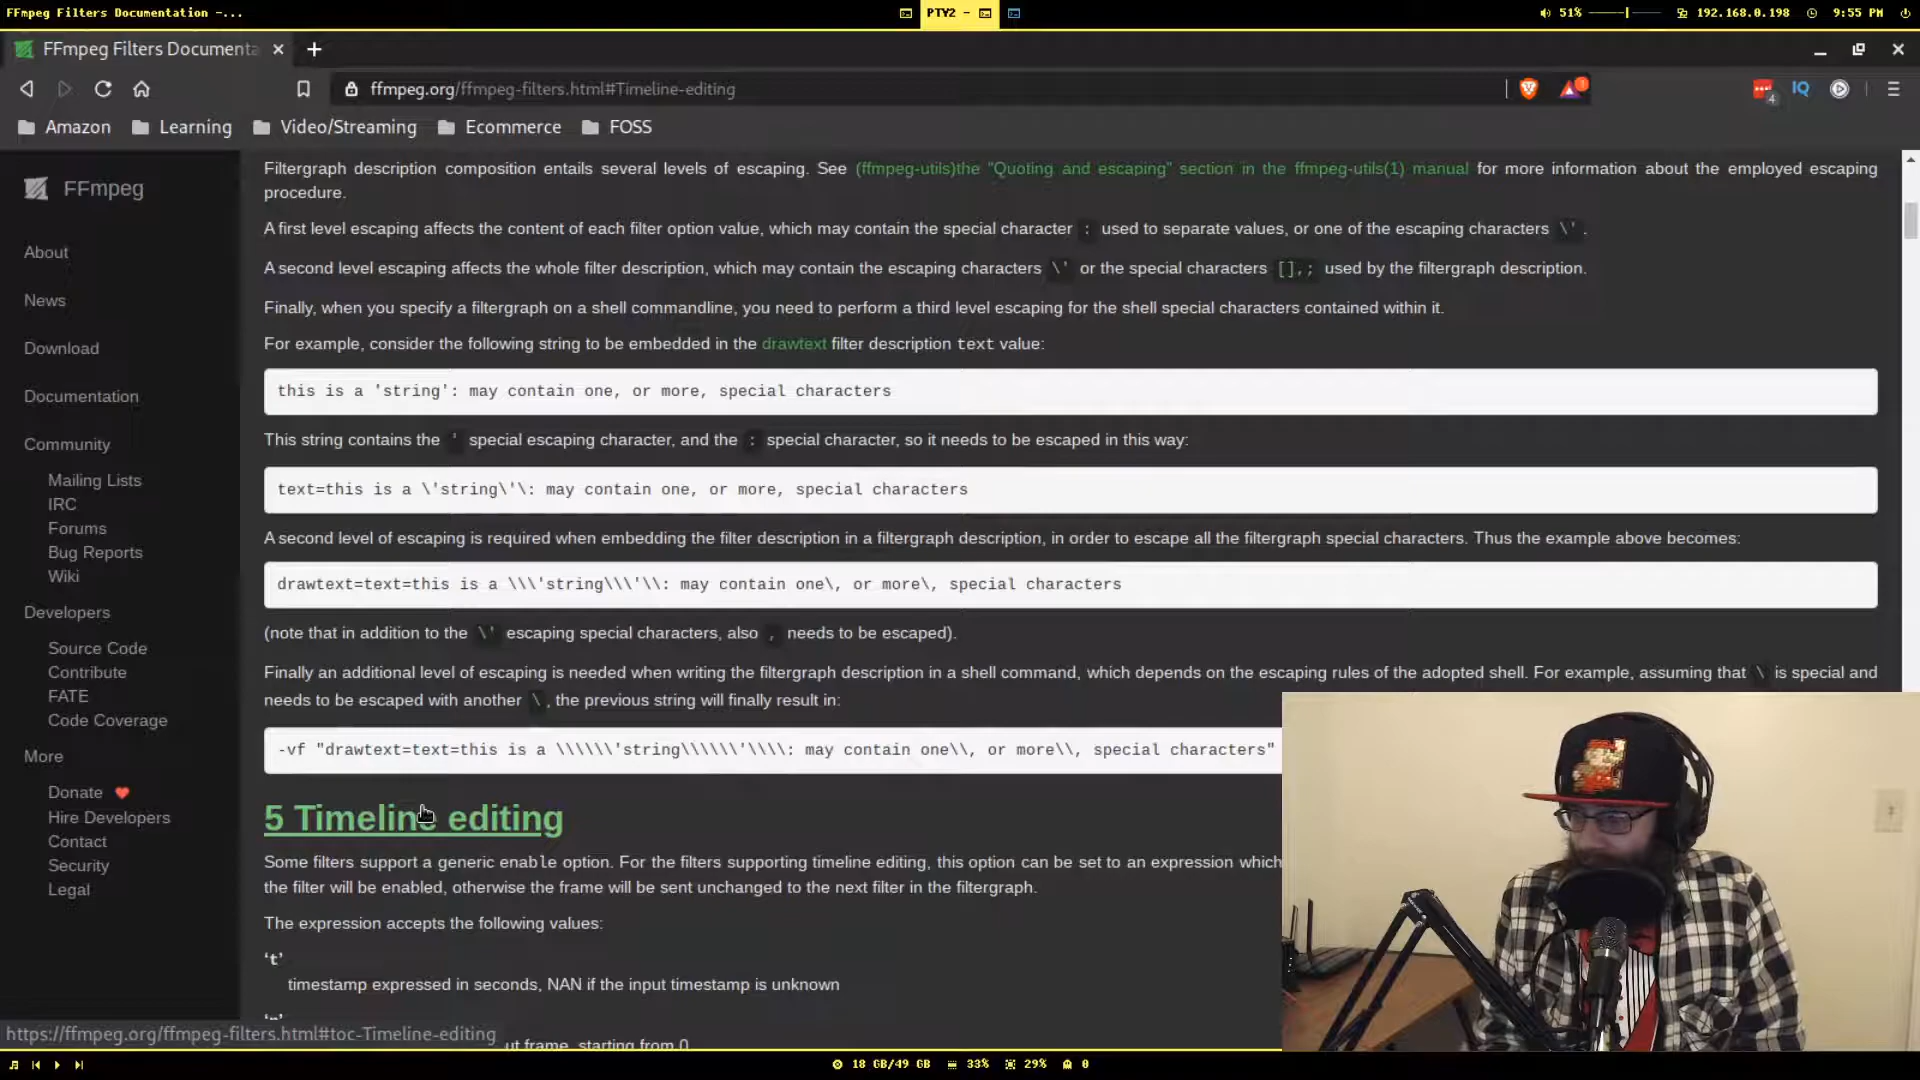 FFmpeg Filters Documentation -...
PTY2 -
51%
192.168.0.198
9:55 PM
FFmpeg Filters Documenta
ffmpeg.org/ffmpeg-filters.html#Timeline-editing
4
IQ
Amazon
Learning
Video/Streaming
Ecommerce
FOSS
FFmpeg
About
News
Download
Documentation
Community
Mailing Lists
IRC
Forums
Bug Reports
Wiki
Developers
Source Code
Contribute
FATE
Code Coverage
More
Donate
Hire Developers
Contact
Security
Legal
Filtergraph description composition entails several levels of escaping. See (ffmpeg-utils)the "Quoting and escaping" section in the ffmpeg-utils(1) manual for more information about the employed escaping
procedure.
A first level escaping affects the content of each filter option value, which may contain the special character : used to separate values, or one of the escaping characters \' .
A second level escaping affects the whole filter description, which may contain the escaping characters \' or the special characters [],; used by the filtergraph description.
Finally, when you specify a filtergraph on a shell commandline, you need to perform a third level escaping for the shell special characters contained within it.
For example, consider the following string to be embedded in the drawtext filter description text value:
this is a 'string': may contain one, or more, special characters
This string contains the ' special escaping character, and the : special character, so it needs to be escaped in this way:
text=this is a \'string\'\: may contain one, or more, special characters
A second level of escaping is required when embedding the filter description in a filtergraph description, in order to escape all the filtergraph special characters. Thus the example above becomes:
drawtext=text=this is a \\\'string\\\'\\: may contain one\, or more\, special characters
(note that in addition to the \' escaping special characters, also , needs to be escaped).
Finally an additional level of escaping is needed when writing the filtergraph description in a shell command, which depends on the escaping rules of the adopted shell. For example, assuming that \ is special and
needs to be escaped with another \, the previous string will finally result in:
-vf "drawtext=text=this is a \\\\\\'string\\\\\\'\\\\: may contain one\\, or more\\, special characters"
5 Timeline editing
Some filters support a generic enable option. For the filters supporting timeline editing, this option can be set to an expression which
the filter will be enabled, otherwise the frame will be sent unchanged to the next filter in the filtergraph.
The expression accepts the following values:
't'
timestamp expressed in seconds, NAN if the input timestamp is unknown
ut frame, starting from 0
https://ffmpeg.org/ffmpeg-filters.html#toc-Timeline-editing
18 GB/49 GB
33%
29%
0